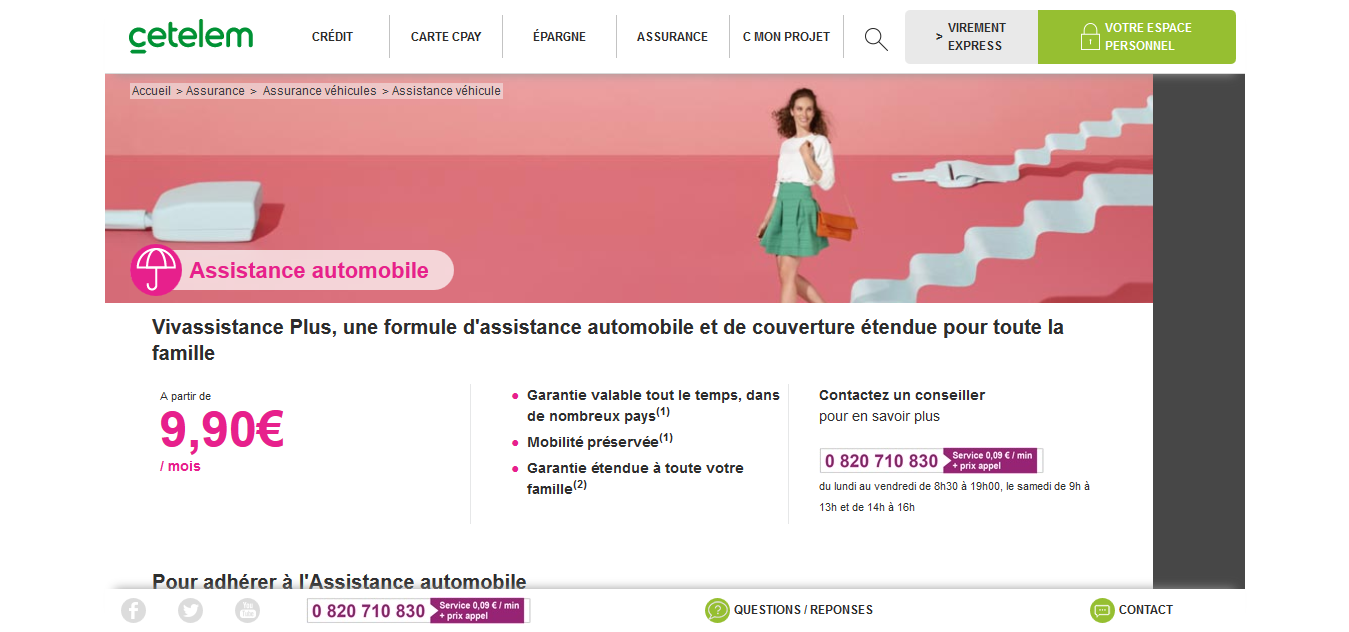 cetelem
CRÉDIT
CARTE CPAY
ÉPARGNE
ASSURANCE
C MON PROJET
> VIREMENT
EXPRESS
VOTRE ESPACE
PERSONNEL
Accueil > Assurance > Assurance véhicules > Assistance véhicule
Assistance automobile
Vivassistance Plus, une formule d'assistance automobile et de couverture étendue pour toute la
famille
A partir de
9,90€
/ mois
Garantie valable tout le temps, dans
de nombreux pays(1)
Mobilité préservée(1)
Garantie étendue à toute votre
famille(2)
Contactez un conseiller
pour en savoir plus
0 820 710 830 Service 0,09 € / min
+ prix appel
du lundi au vendredi de 8h30 à 19h00, le samedi de 9h à
13h et de 14h à 16h
Pour adhérer à l'Assistance automobile
You
Tube
0 820 710 830 Service 0,09 € / min
+ prix appel
QUESTIONS / REPONSES
CONTACT